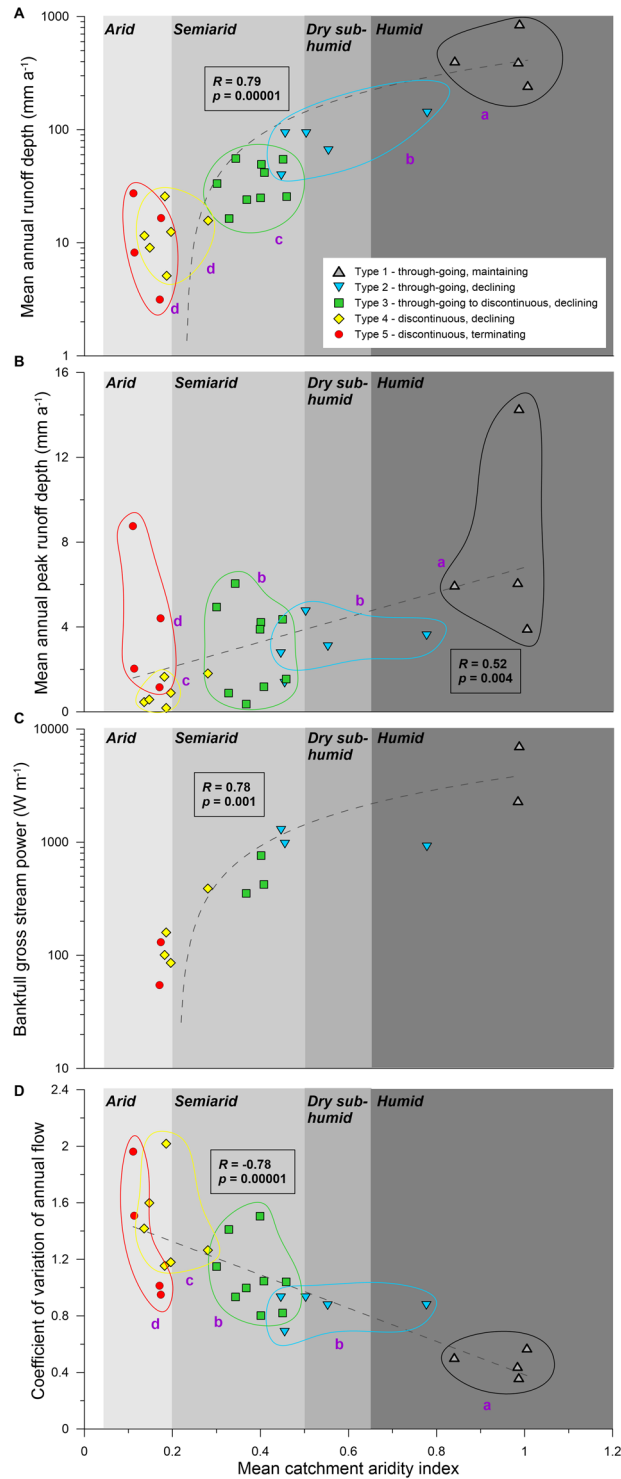 A
Arid
Semiarid
Dry sub-
humid
Humid
1000
100
10
1
Mean annual runoff depth (mm a-1)
R = 0.79
p = 0.00001
a
b
c
d
d
Type 1 - through-going, maintaining
Type 2 - through-going, declining
Type 3 - through-going to discontinuous, declining
Type 4 - discontinuous, declining
Type 5 - discontinuous, terminating
B
Arid
Semiarid
Dry sub-
humid
Humid
16
12
8
4
0
Mean annual peak runoff depth (mm a-1)
b
a
b
d
c
R = 0.52
p = 0.004
C
Arid
Semiarid
Dry sub-
humid
Humid
10000
1000
100
10
Bankfull gross stream power (W m-1)
R = 0.78
p = 0.001
D
Arid
Semiarid
Dry sub-
humid
Humid
2.4
2
1.6
1.2
0.8
0.4
0
Coefficient of variation of annual flow
R = -0.78
p = 0.00001
c
d
b
b
a
0
0.2
0.4
0.6
0.8
1
1.2
Mean catchment aridity index